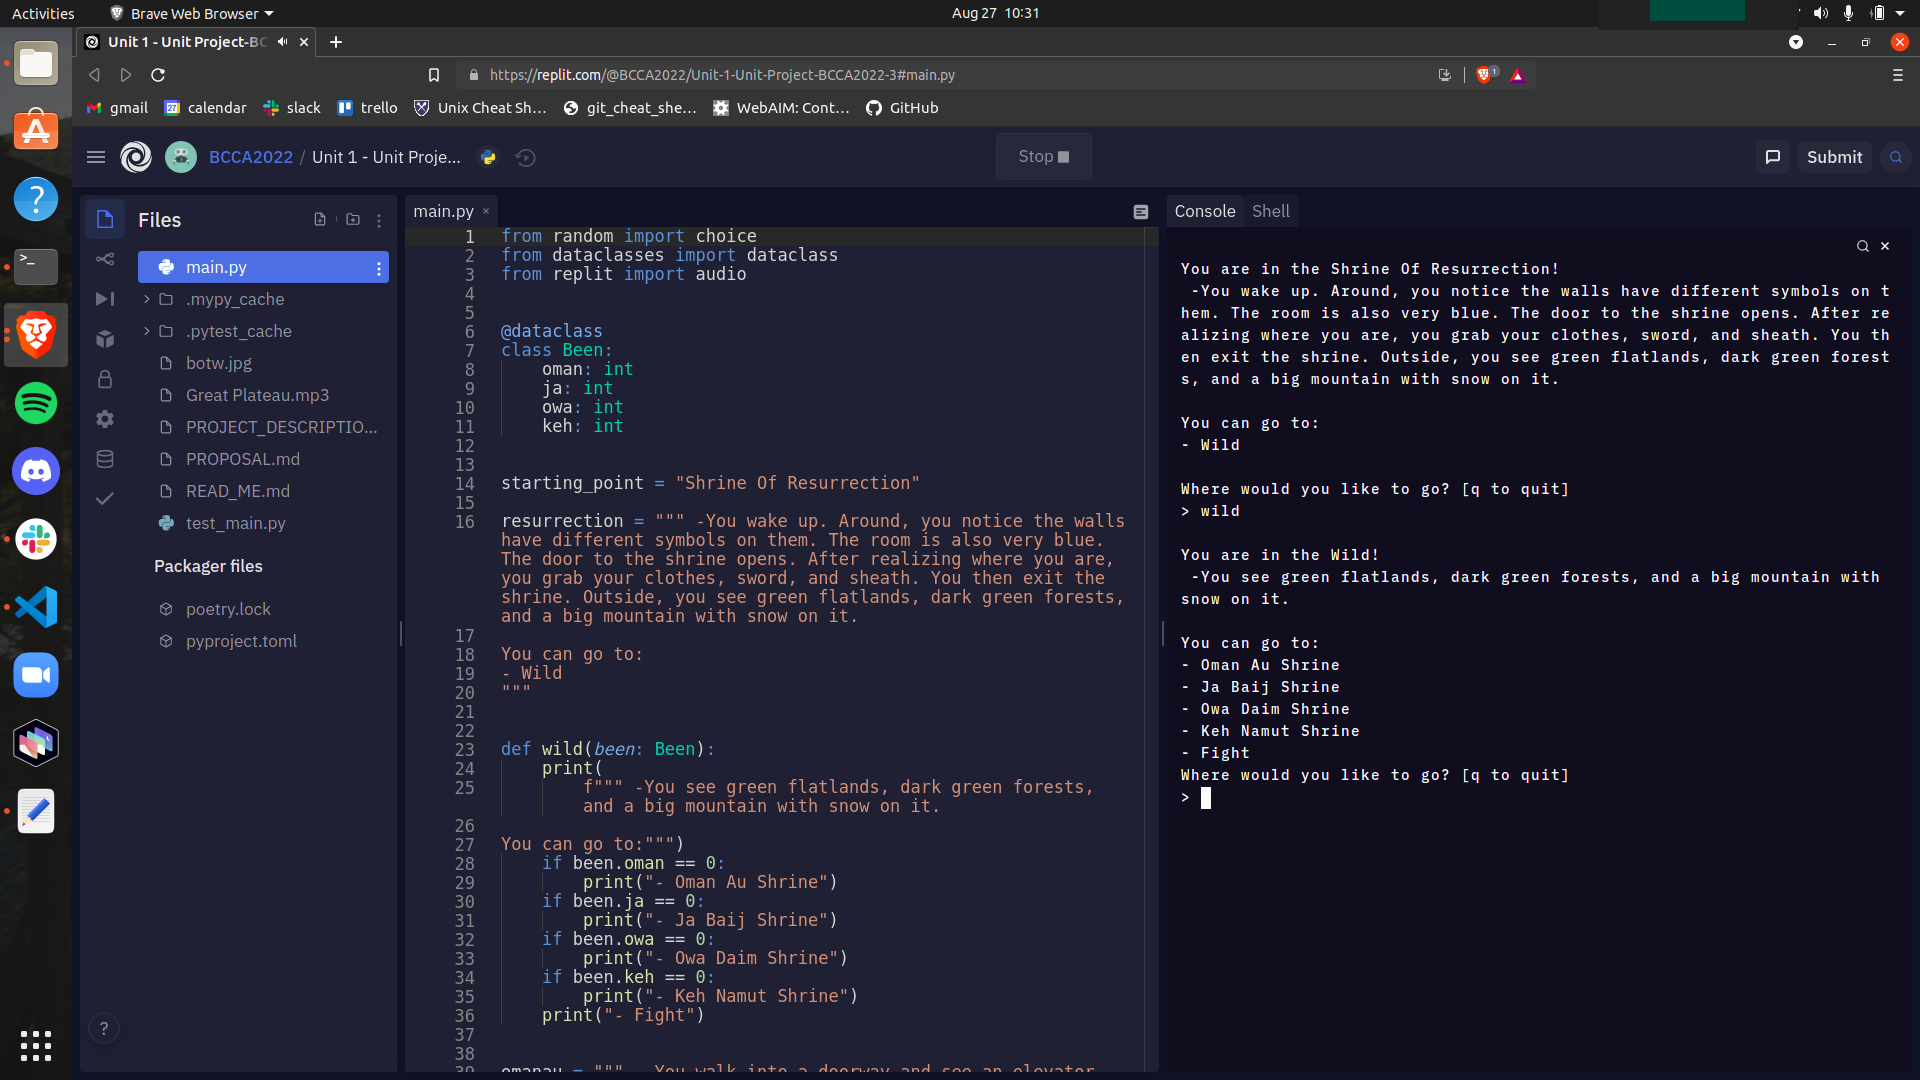 Activities
Brave Web Browser
Aug 27 10:31
Unit 1 - Unit Project-BC
https://replit.com/@BCCA2022/Unit-1-Unit-Project-BCCA2022-3#main.py
1
gmail
27
calendar
slack
trello
Unix Cheat Sh...
git_cheat_she...
WebAIM: Cont...
GitHub
BCCA2022 / Unit 1 - Unit Proje...
Stop
Submit
Files
main.py
.mypy_cache
.pytest_cache
botw.jpg
Great Plateau.mp3
PROJECT_DESCRIPTIO...
PROPOSAL.md
READ_ME.md
test_main.py
Packager files
poetry.lock
pyproject.toml
?
main.py
1 from random import choice
2 from dataclasses import dataclass
3 from replit import audio
4
5
6 @dataclass
7 class Been:
8 oman: int
9 ja: int
10 owa: int
11 keh: int
12
13
14 starting_point = "Shrine Of Resurrection"
15
16 resurrection = """ -You wake up. Around, you notice the walls
have different symbols on them. The room is also very blue.
The door to the shrine opens. After realizing where you are,
you grab your clothes, sword, and sheath. You then exit the
shrine. Outside, you see green flatlands, dark green forests,
and a big mountain with snow on it.
17
18 You can go to:
19 - Wild
20 """
21
22
23 def wild(been: Been):
24 print(
25 f""" -You see green flatlands, dark green forests,
and a big mountain with snow on it.
26
27 You can go to:""")
28 if been.oman == 0:
29 print("- Oman Au Shrine")
30 if been.ja == 0:
31 print("- Ja Baij Shrine")
32 if been.owa == 0:
33 print("- Owa Daim Shrine")
34 if been.keh == 0:
35 print("- Keh Namut Shrine")
36 print("- Fight")
37
38
39 omanau = """ - You walk into a doorway and see an elevator
Console
Shell
You are in the Shrine Of Resurrection!
-You wake up. Around, you notice the walls have different symbols on t
hem. The room is also very blue. The door to the shrine opens. After re
alizing where you are, you grab your clothes, sword, and sheath. You th
en exit the shrine. Outside, you see green flatlands, dark green forest
s, and a big mountain with snow on it.
You can go to:
- Wild
Where would you like to go? [q to quit]
> wild
You are in the Wild!
-You see green flatlands, dark green forests, and a big mountain with
snow on it.
You can go to:
- Oman Au Shrine
- Ja Baij Shrine
- Owa Daim Shrine
- Keh Namut Shrine
- Fight
Where would you like to go? [q to quit]
>